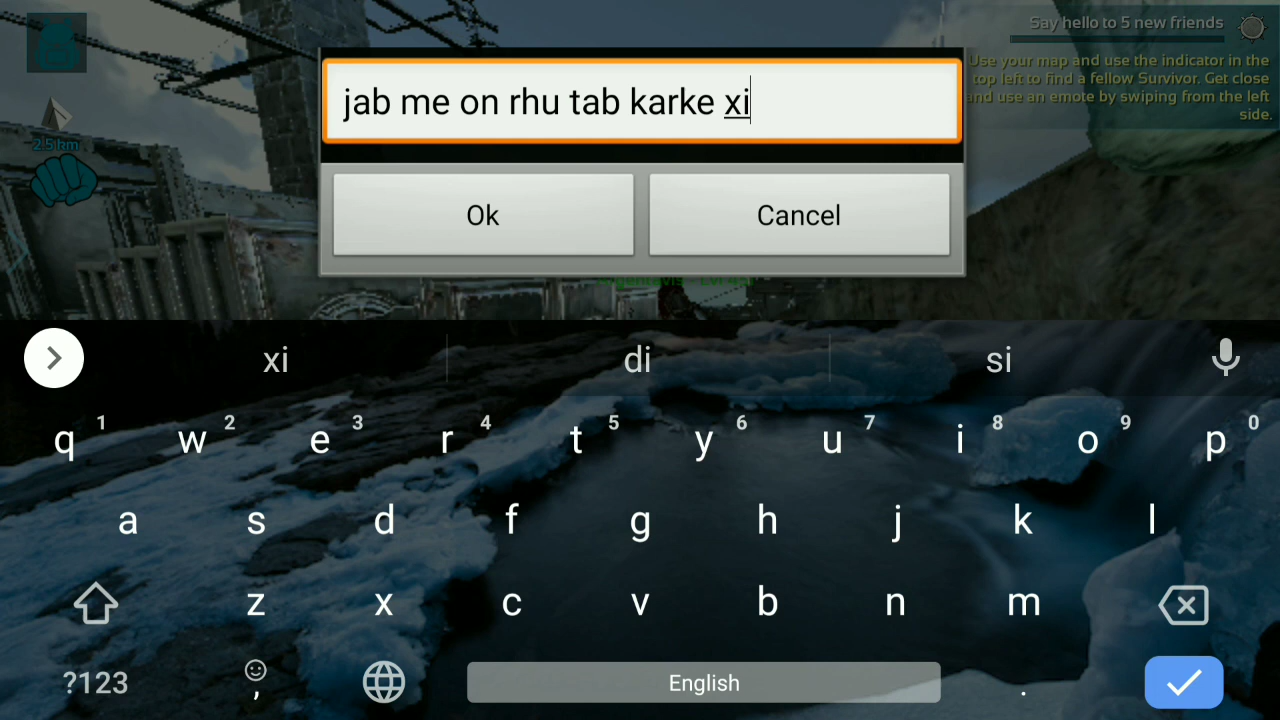 Say hello to 5 new friends
Use your map and use the indicator in the
top left to find a fellow Survivor. Get close
and use an emote by swiping from the left
side.
2.5 km
jab me on rhu tab karke xi
Ok
Cancel
xi
di
si
q 1 w 2 e 3 r 4 t 5 y 6 u 7 i 8 o 9 p 0
a s d f g h j k l
z x c v b n m
?123 , English .